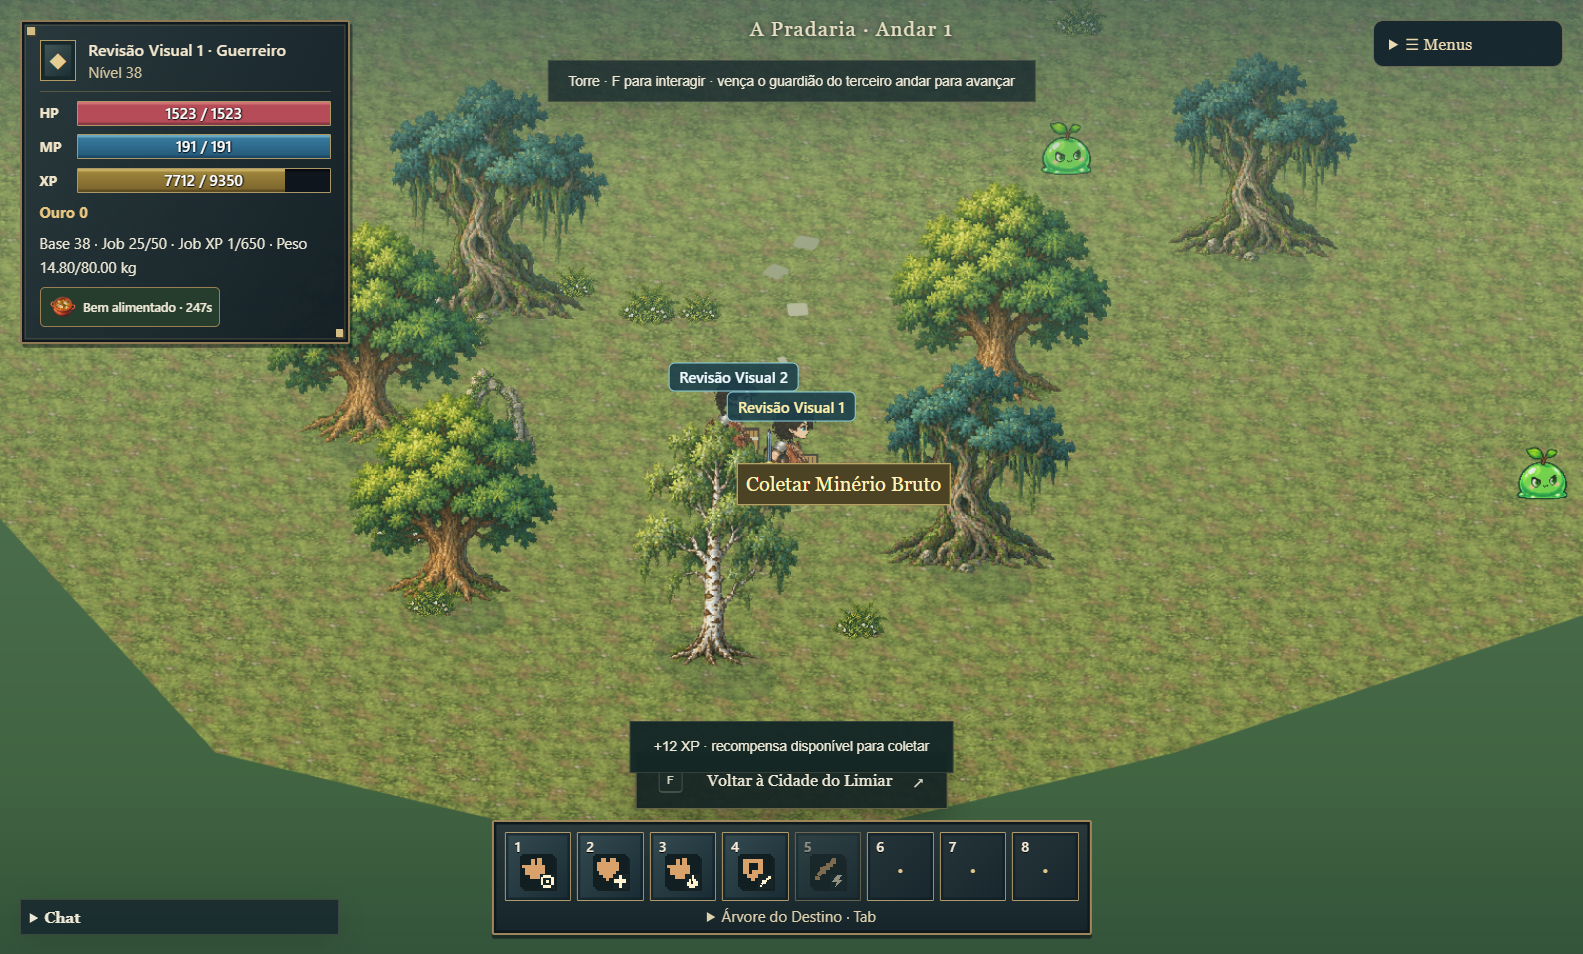 Revisão Visual 1 · Guerreiro
Nível 38
HP
1523 / 1523
MP
191 / 191
XP
7712 / 9350
Ouro 0
Base 38 · Job 25/50 · Job XP 1/650 · Peso
14.80/80.00 kg
Bem alimentado · 247s
A Pradaria · Andar 1
Torre · F para interagir · vença o guardião do terceiro andar para avançar
▶ ☰ Menus
Revisão Visual 2
Revisão Visual 1
Coletar Minério Bruto
+12 XP · recompensa disponível para coletar
F Voltar à Cidade do Limiar ↗
1 2 3 4 5 6 7 8
▶ Árvore do Destino · Tab
▶ Chat